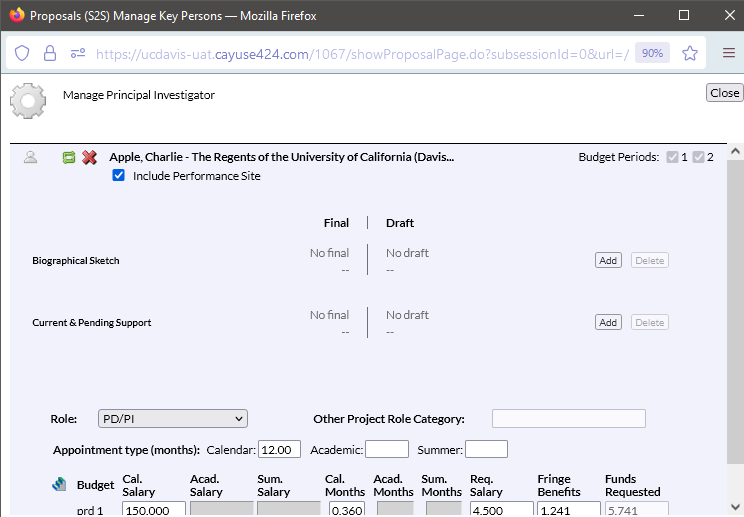 Proposals (S2S) Manage Key Persons — Mozilla Firefox
https://ucdavis-uat.cayuse424.com/1067/showProposalPage.do?subsessionId=0&url=/ 90%
Manage Principal Investigator Close
Apple, Charlie - The Regents of the University of California (Davis... Budget Periods: 1 2
Include Performance Site
Final Draft
No final No draft
Biographical Sketch Add Delete
-- --
No final No draft
Current & Pending Support Add Delete
-- --
Role: PD/PI Other Project Role Category:
Appointment type (months): Calendar: 12.00 Academic: Summer:
Budget Cal. Salary Acad. Salary Sum. Salary Cal. Months Acad. Months Sum. Months Req. Salary Fringe Benefits Funds Requested
prd 1 150,000 0.360 4,500 1,241 5,741